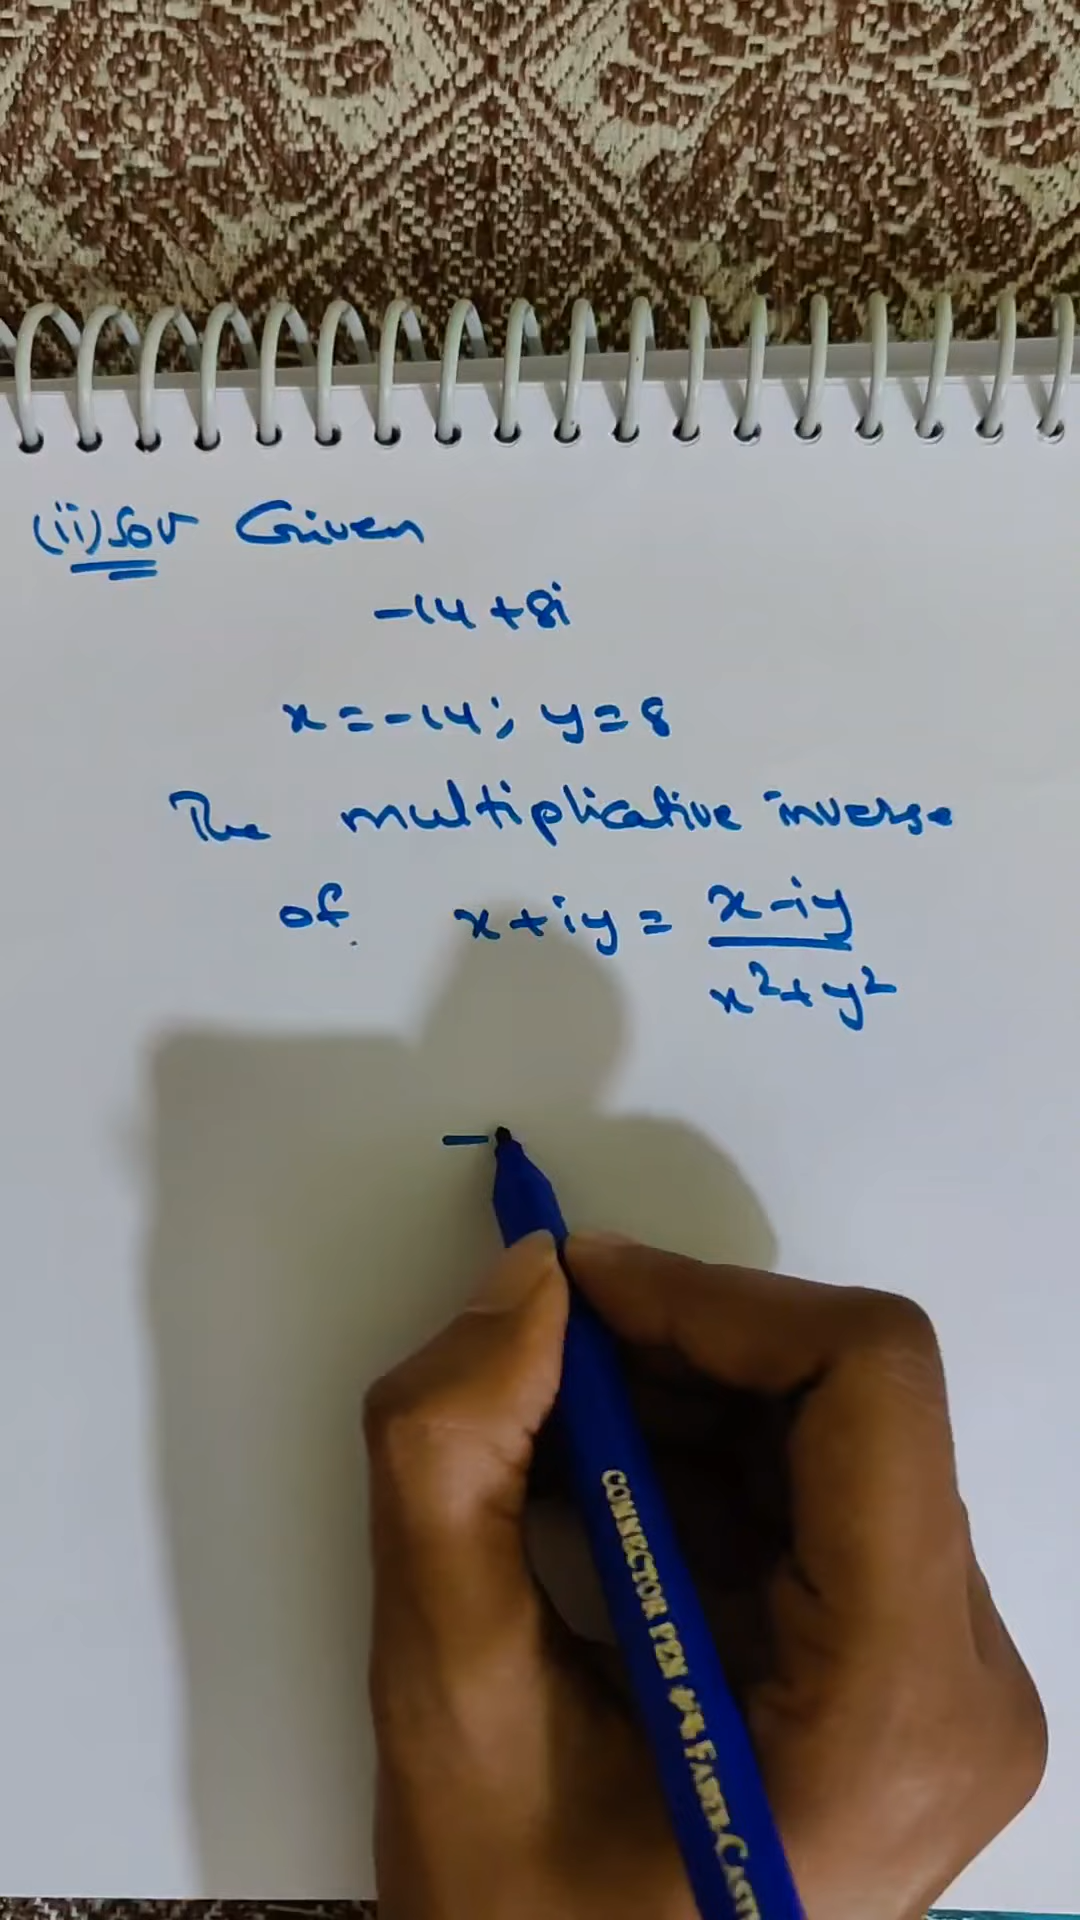 (ii) Sol Given
-14 +8i
x = -14; y = 8
The multiplicative inverse
of x + iy = x - iy
x² + y²
-
CONNECTOR PEN FABER-CASTELL